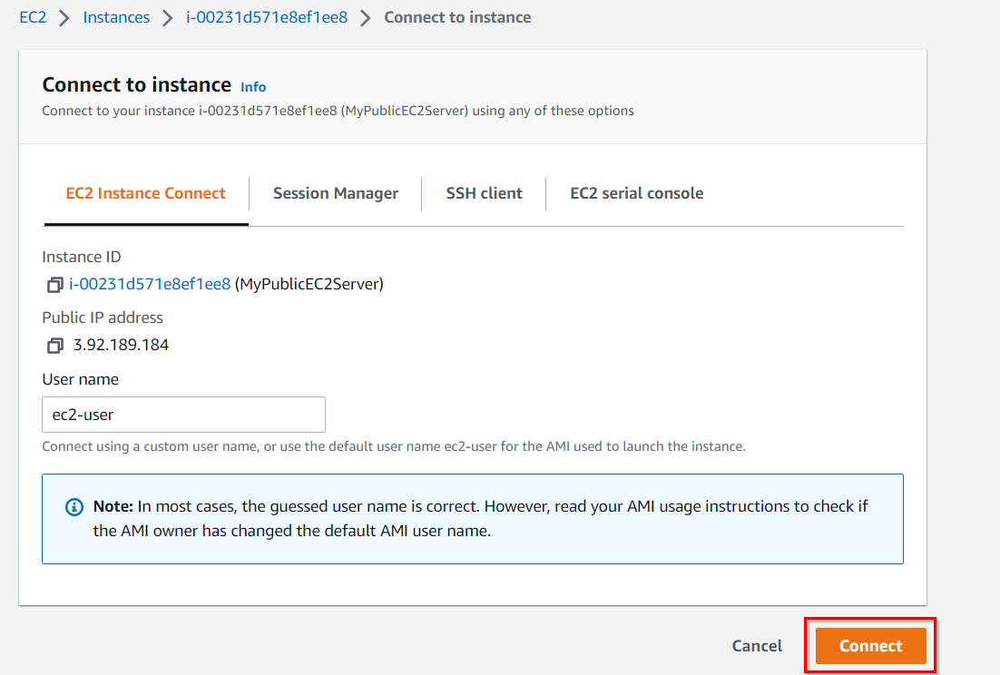 EC2 > Instances > i-00231d571e8ef1ee8 > Connect to instance
Connect to instance Info
Connect to your instance i-00231d571e8ef1ee8 (MyPublicEC2Server) using any of these options
EC2 Instance Connect Session Manager SSH client EC2 serial console
Instance ID
i-00231d571e8ef1ee8 (MyPublicEC2Server)
Public IP address
3.92.189.184
User name
ec2-user
Connect using a custom user name, or use the default user name ec2-user for the AMI used to launch the instance.
Note: In most cases, the guessed user name is correct. However, read your AMI usage instructions to check if
the AMI owner has changed the default AMI user name.
Cancel Connect